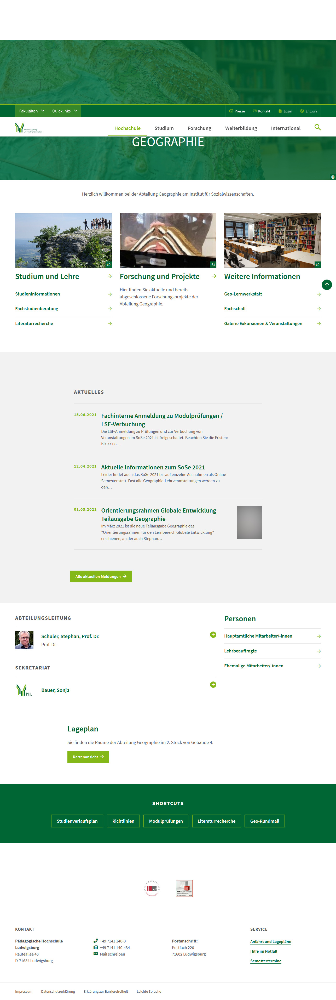 Fakultäten
Quicklinks
Presse
Kontakt
Login
English
PH Ludwigsburg
University of Education
Hochschule
Studium
Forschung
Weiterbildung
International
GEOGRAPHIE
©
Herzlich willkommen bei der Abteilung Geographie am Institut für Sozialwissenschaften.
©
©
©
Studium und Lehre
Studieninformationen
Fachstudienberatung
Literaturrecherche
Forschung und Projekte
Hier finden Sie aktuelle und bereits
abgeschlossene Forschungsprojekte der
Abteilung Geographie.
Weitere Informationen
Geo-Lernwerkstatt
Fachschaft
Galerie Exkursionen & Veranstaltungen
AKTUELLES
15.06.2021
Fachinterne Anmeldung zu Modulprüfungen /
LSF-Verbuchung
Die LSF-Anmeldung zu Prüfungen und zur Verbuchung von
Veranstaltungen im SoSe 2021 ist freigeschaltet. Beachten Sie die Fristen:
bis 27.06.…
12.04.2021
Aktuelle Informationen zum SoSe 2021
Leider findet auch das SoSe 2021 bis auf einzelne Ausnahmen als Online-
Semester statt. Fast alle Geographie-Lehrveranstaltungen werden zu
den…
01.03.2021
Orientierungsrahmen Globale Entwicklung -
Teilausgabe Geographie
Im März 2021 ist die neue Teilausgabe Geographie des
"Orientierungsrahmen für den Lernbereich Globale Entwicklung"
erschienen, an der auch Stephan…
Alle aktuellen Meldungen
ABTEILUNGSLEITUNG
Schuler, Stephan, Prof. Dr.
Prof. Dr.
SEKRETARIAT
PHL
Bauer, Sonja
Personen
Hauptamtliche Mitarbeiter/-innen
Lehrbeauftragte
Ehemalige Mitarbeiter/-innen
Lageplan
Sie finden die Räume der Abteilung Geographie im 2. Stock von Gebäude 4.
Kartenansicht
SHORTCUTS
Studienverlaufsplan
Richtlinien
Modulprüfungen
Literaturrecherche
Geo-Rundmail
HRK-Audit kompakt
KONTAKT
Pädagogische Hochschule
Ludwigsburg
Reuteallee 46
D-71634 Ludwigsburg
+49 7141 140-0
+49 7141 140-434
Mail schreiben
Postanschrift:
Postfach 220
71602 Ludwigsburg
SERVICE
Anfahrt und Lagepläne
Hilfe im Notfall
Semestertermine
Impressum
Datenschutzerklärung
Erklärung zur Barrierefreiheit
Leichte Sprache